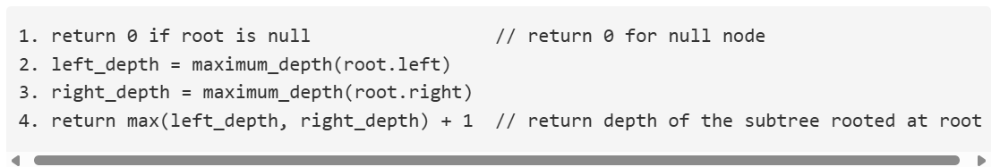 1. return 0 if root is null                 // return 0 for null node
2. left_depth = maximum_depth(root.left)
3. right_depth = maximum_depth(root.right)
4. return max(left_depth, right_depth) + 1  // return depth of the subtree rooted at root